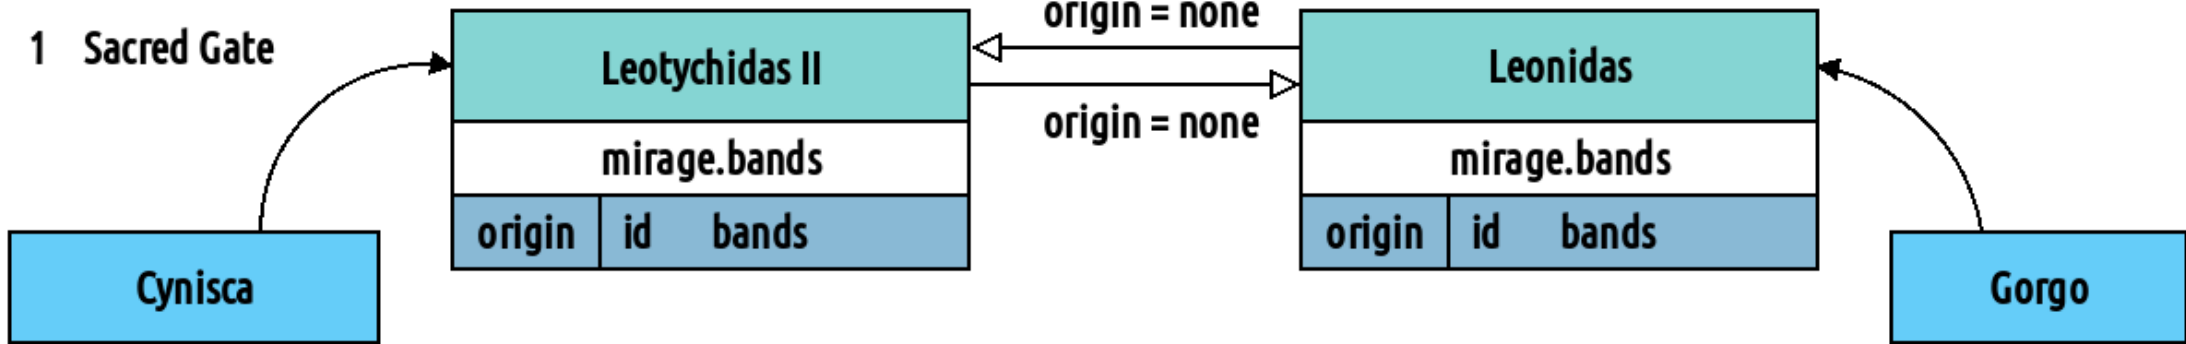 origin = none
1 Sacred Gate
Leotychidas II
Leonidas
origin = none
mirage.bands
mirage.bands
origin id bands
origin id bands
Cynisca
Gorgo